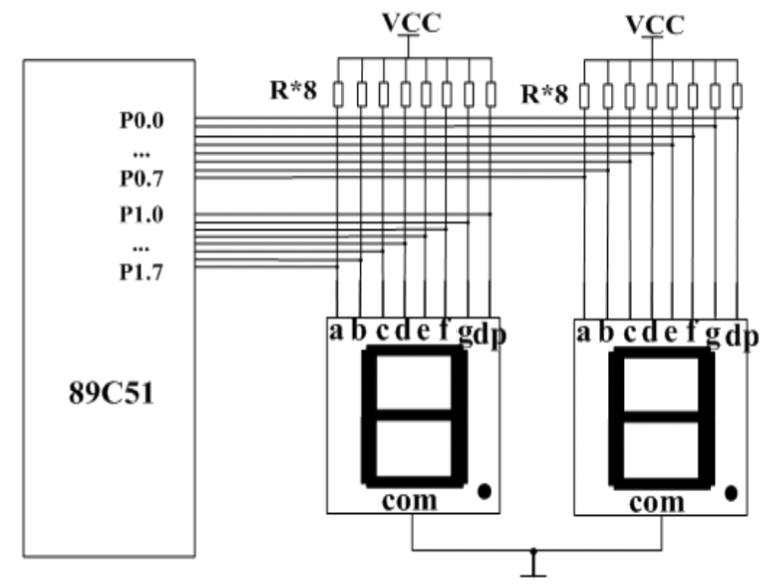 VCC
VCC
R*8
R*8
P0.0
...
P0.7
P1.0
...
P1.7
89C51
a b c d e f g dp
a b c d e f g dp
com
com